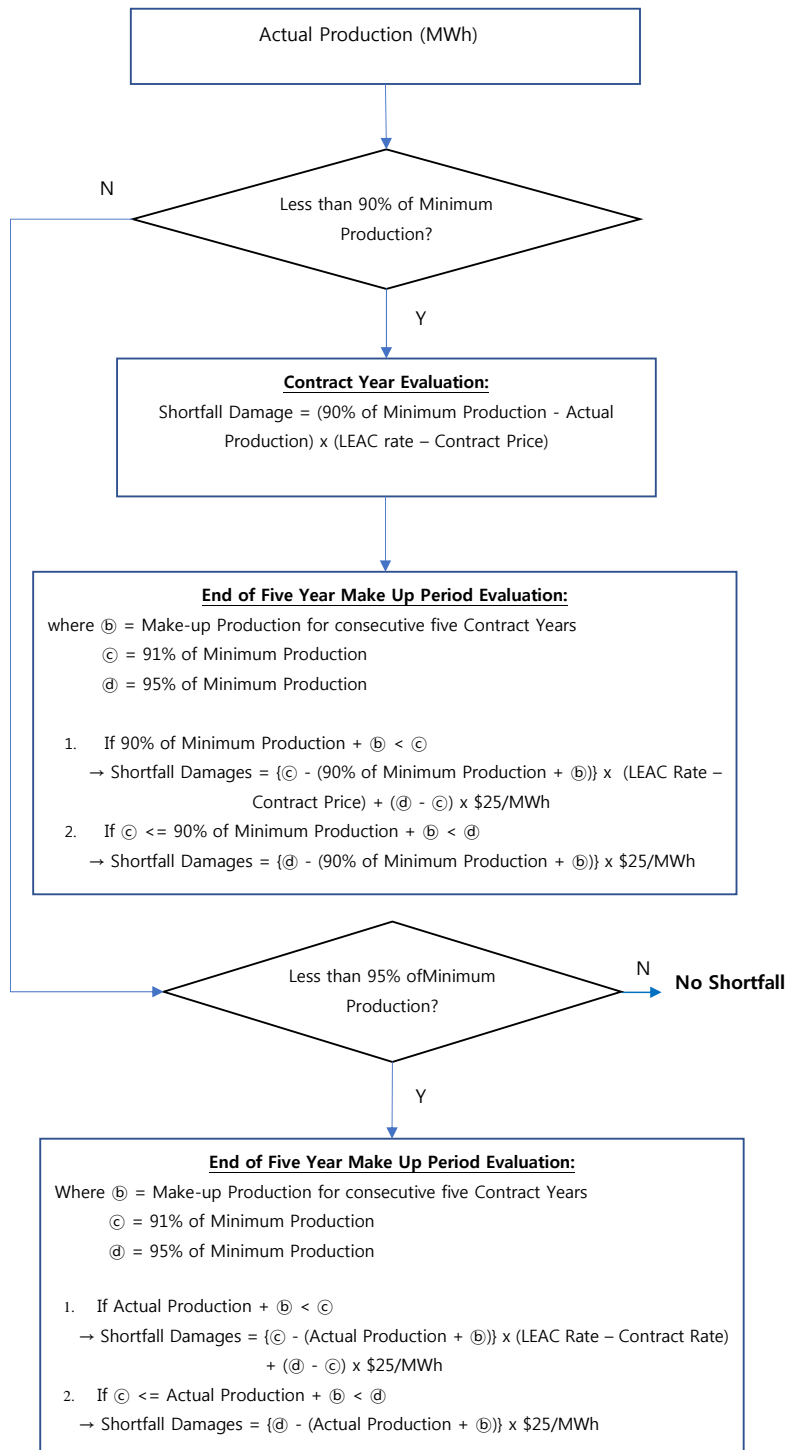 Actual Production (MWh)
N
Less than 90% of Minimum
Production?
Y
Contract Year Evaluation:
Shortfall Damage = (90% of Minimum Production - Actual
Production) x (LEAC rate – Contract Price)
End of Five Year Make Up Period Evaluation:
where ⓑ = Make-up Production for consecutive five Contract Years
ⓒ = 91% of Minimum Production
ⓓ = 95% of Minimum Production
1. If 90% of Minimum Production + ⓑ < ⓒ
→ Shortfall Damages = {ⓒ - (90% of Minimum Production + ⓑ)} x (LEAC Rate –
Contract Price) + (ⓓ - ⓒ) x $25/MWh
2. If ⓒ <= 90% of Minimum Production + ⓑ < ⓓ
→ Shortfall Damages = {ⓓ - (90% of Minimum Production + ⓑ)} x $25/MWh
Less than 95% ofMinimum
Production?
N
No Shortfall
Y
End of Five Year Make Up Period Evaluation:
Where ⓑ = Make-up Production for consecutive five Contract Years
ⓒ = 91% of Minimum Production
ⓓ = 95% of Minimum Production
1. If Actual Production + ⓑ < ⓒ
→ Shortfall Damages = {ⓒ - (Actual Production + ⓑ)} x (LEAC Rate – Contract Rate)
+ (ⓓ - ⓒ) x $25/MWh
2. If ⓒ <= Actual Production + ⓑ < ⓓ
→ Shortfall Damages = {ⓓ - (Actual Production + ⓑ)} x $25/MWh